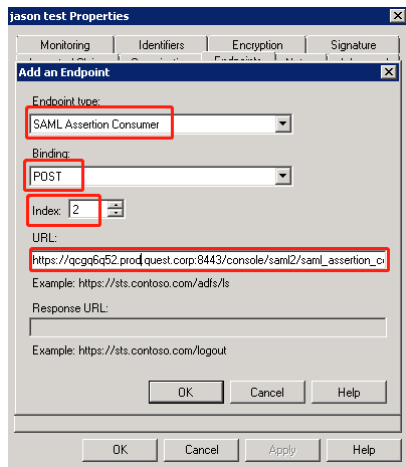 jason test Properties
Monitoring Identifiers Encryption Signature
Endpoints
Add an Endpoint
Endpoint type:
SAML Assertion Consumer
Binding:
POST
Index: 2
URL:
https://qcgq6q52.prod.quest.corp:8443/console/saml2/saml_assertion_c
Example: https://sts.contoso.com/adfs/ls
Response URL:
Example: https://sts.contoso.com/logout
OK Cancel Help
OK Cancel Apply Help